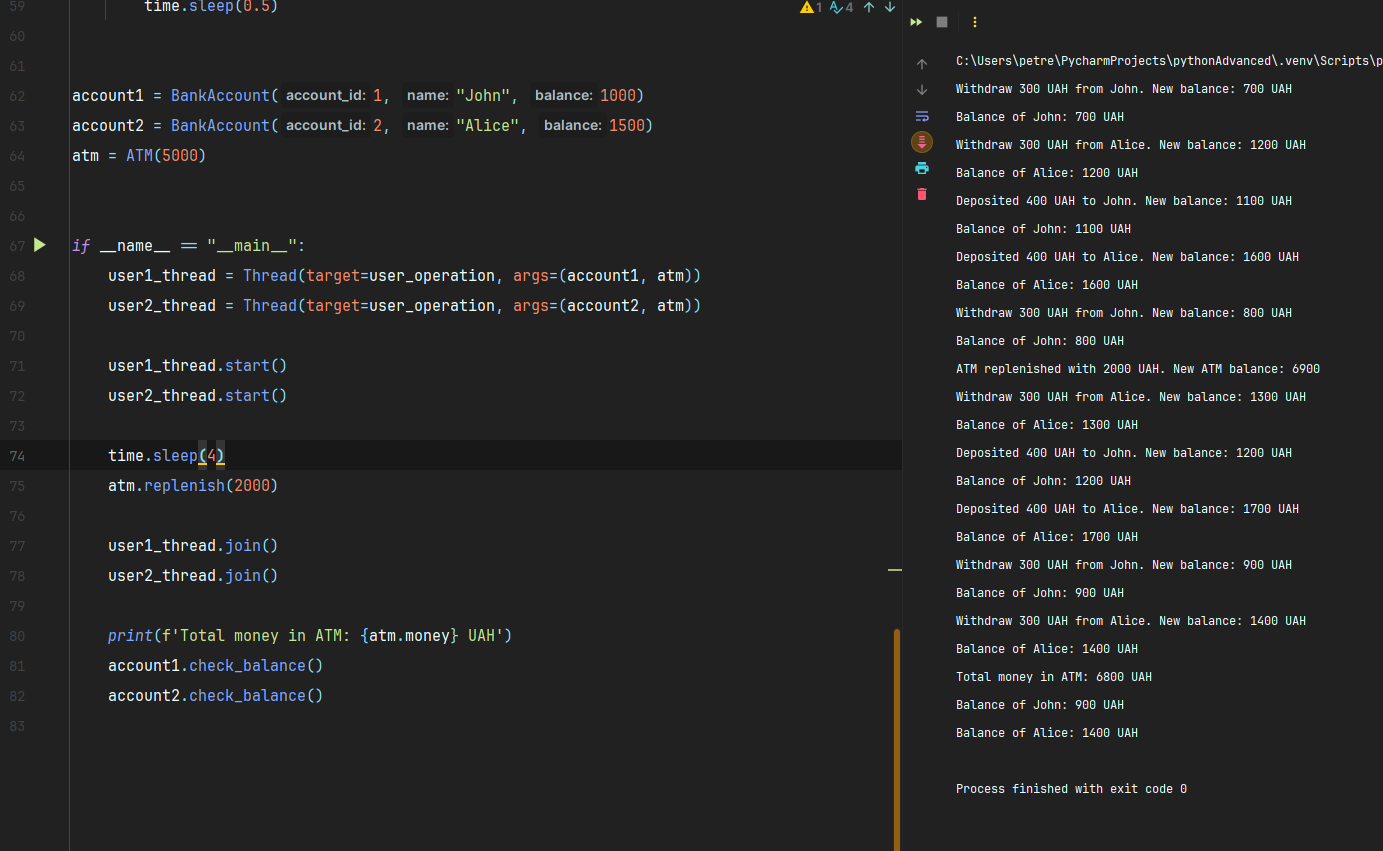 59 time.sleep(0.5)
1 4
60
61
62 account1 = BankAccount( account_id: 1, name: "John", balance: 1000)
63 account2 = BankAccount( account_id: 2, name: "Alice", balance: 1500)
64 atm = ATM(5000)
65
66
67 if __name__ == "__main__":
68 user1_thread = Thread(target=user_operation, args=(account1, atm))
69 user2_thread = Thread(target=user_operation, args=(account2, atm))
70
71 user1_thread.start()
72 user2_thread.start()
73
74 time.sleep(4)
75 atm.replenish(2000)
76
77 user1_thread.join()
78 user2_thread.join()
79
80 print(f'Total money in ATM: {atm.money} UAH')
81 account1.check_balance()
82 account2.check_balance()
83
C:\Users\petre\PycharmProjects\pythonAdvanced\.venv\Scripts\p
Withdraw 300 UAH from John. New balance: 700 UAH
Balance of John: 700 UAH
Withdraw 300 UAH from Alice. New balance: 1200 UAH
Balance of Alice: 1200 UAH
Deposited 400 UAH to John. New balance: 1100 UAH
Balance of John: 1100 UAH
Deposited 400 UAH to Alice. New balance: 1600 UAH
Balance of Alice: 1600 UAH
Withdraw 300 UAH from John. New balance: 800 UAH
Balance of John: 800 UAH
ATM replenished with 2000 UAH. New ATM balance: 6900
Withdraw 300 UAH from Alice. New balance: 1300 UAH
Balance of Alice: 1300 UAH
Deposited 400 UAH to John. New balance: 1200 UAH
Balance of John: 1200 UAH
Deposited 400 UAH to Alice. New balance: 1700 UAH
Balance of Alice: 1700 UAH
Withdraw 300 UAH from John. New balance: 900 UAH
Balance of John: 900 UAH
Withdraw 300 UAH from Alice. New balance: 1400 UAH
Balance of Alice: 1400 UAH
Total money in ATM: 6800 UAH
Balance of John: 900 UAH
Balance of Alice: 1400 UAH
Process finished with exit code 0